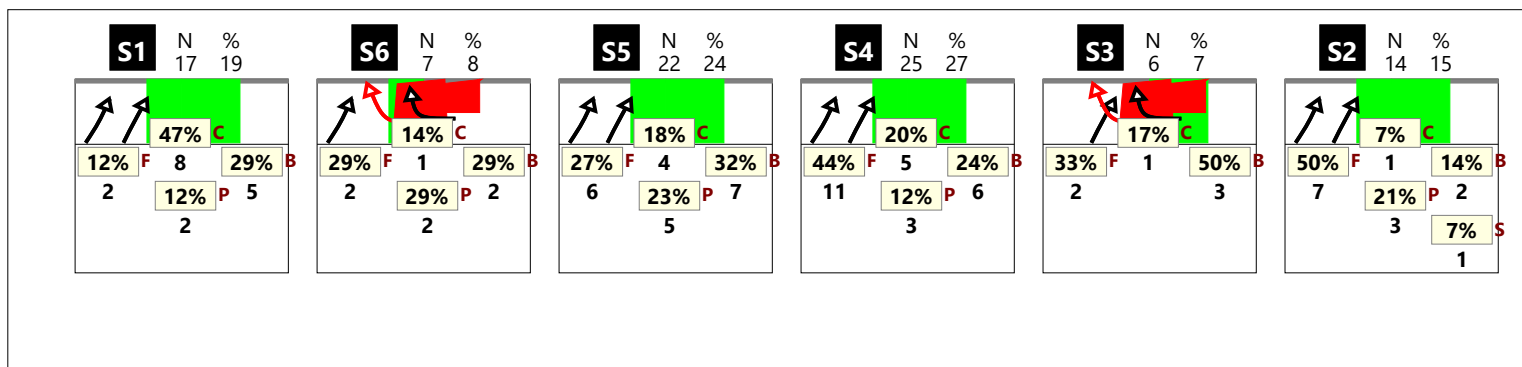 S1 N % S6 N % S5 N % S4 N % S3 N % S2 N %
17 19 7 8 22 24 25 27 6 7 14 15
47% C 14% C 18% C 20% C 17% C 7% C
12% F 8 29% B 29% F 1 29% B 27% F 4 32% B 44% F 5 24% B 33% F 1 50% B 50% F 1 14% B
2 12% P 5 2 29% P 2 6 23% P 7 11 12% P 6 2 3 7 21% P 2
2 2 5 3 3 7% S
1